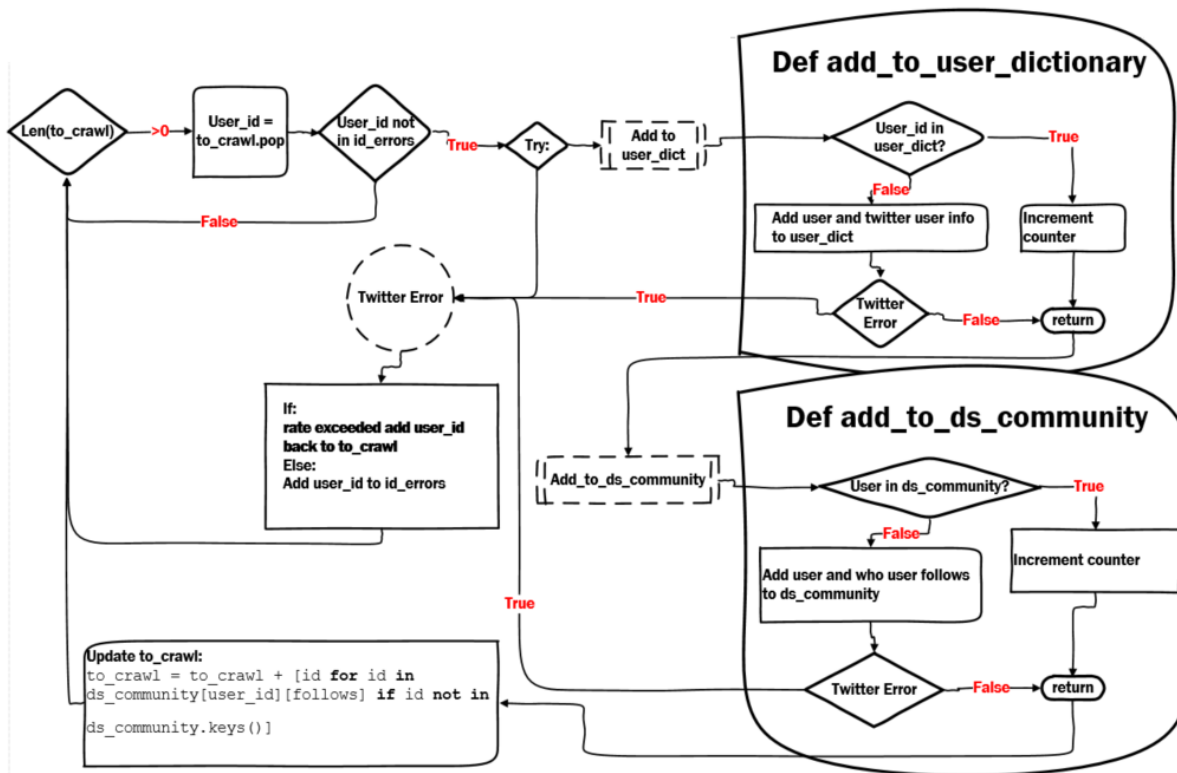 Def add_to_user_dictionary
Len(to_crawl)
>0
User_id =
to_crawl.pop
User_id not
in id_errors
True
Try:
Add to
user_dict
User_id in
user_dict?
True
False
False
Add user and twitter user info
to user_dict
Increment
counter
Twitter Error
True
Twitter
Error
False
return
If:
rate exceeded add user_id
back to to_crawl
Else:
Add user_id to id_errors
Def add_to_ds_community
Add_to_ds_community
User in ds_community?
True
False
Add user and who user follows
to ds_community
Increment counter
True
Update to_crawl:
to_crawl = to_crawl + [id for id in
ds_community[user_id][follows] if id not in
ds_community.keys()]
Twitter Error
False
return